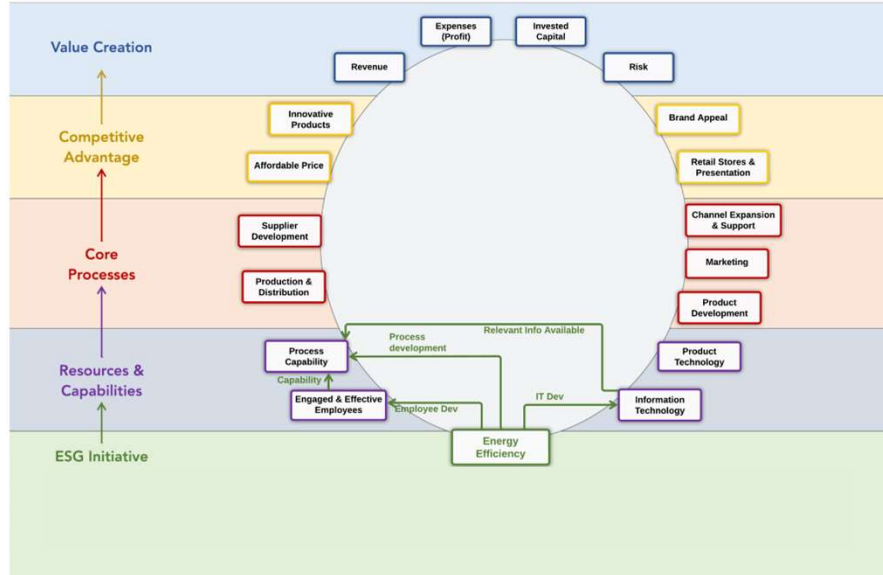 Value Creation
Competitive
Advantage
Core
Processes
Resources &
Capabilities
ESG Initiative
Expenses
(Profit)
Invested
Capital
Revenue
Risk
Innovative
Products
Brand Appeal
Affordable Price
Retail Stores &
Presentation
Supplier
Development
Channel Expansion
& Support
Marketing
Production &
Distribution
Product
Development
Relevant Info Available
Process
development
Process
Capability
Product
Technology
Capability
Engaged & Effective
Employees
Employee Dev
IT Dev
Information
Technology
Energy
Efficiency